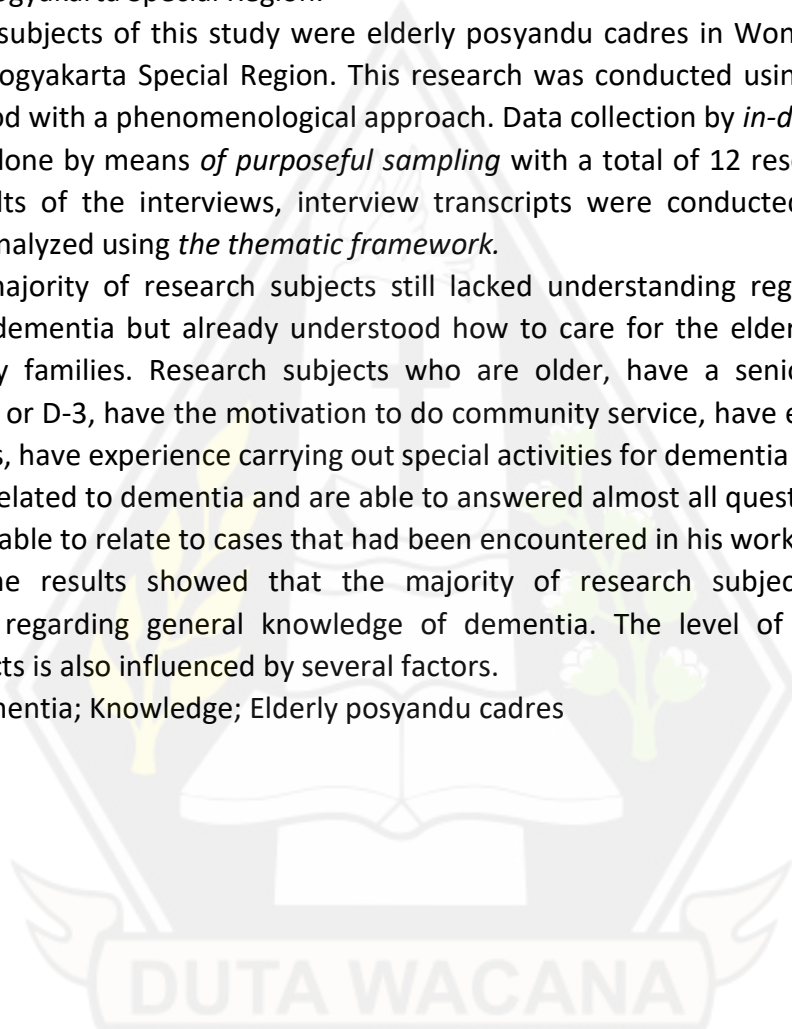 ogyakarta Special Region.
subjects of this study were elderly posyandu cadres in Won
ogyakarta Special Region. This research was conducted usin
od with a phenomenological approach. Data collection by in-d
lone by means of purposeful sampling with a total of 12 res
lts of the interviews, interview transcripts were conducted
nalyzed using the thematic framework.
najority of research subjects still lacked understanding reg
dementia but already understood how to care for the elder
y families. Research subjects who are older, have a senio
or D-3, have the motivation to do community service, have e
s, have experience carrying out special activities for dementia
elated to dementia and are able to answered almost all quest
able to relate to cases that had been encountered in his work
ne results showed that the majority of research subjec
regarding general knowledge of dementia. The level of
cts is also influenced by several factors.
nentia; Knowledge; Elderly posyandu cadres
DUTA WACANA